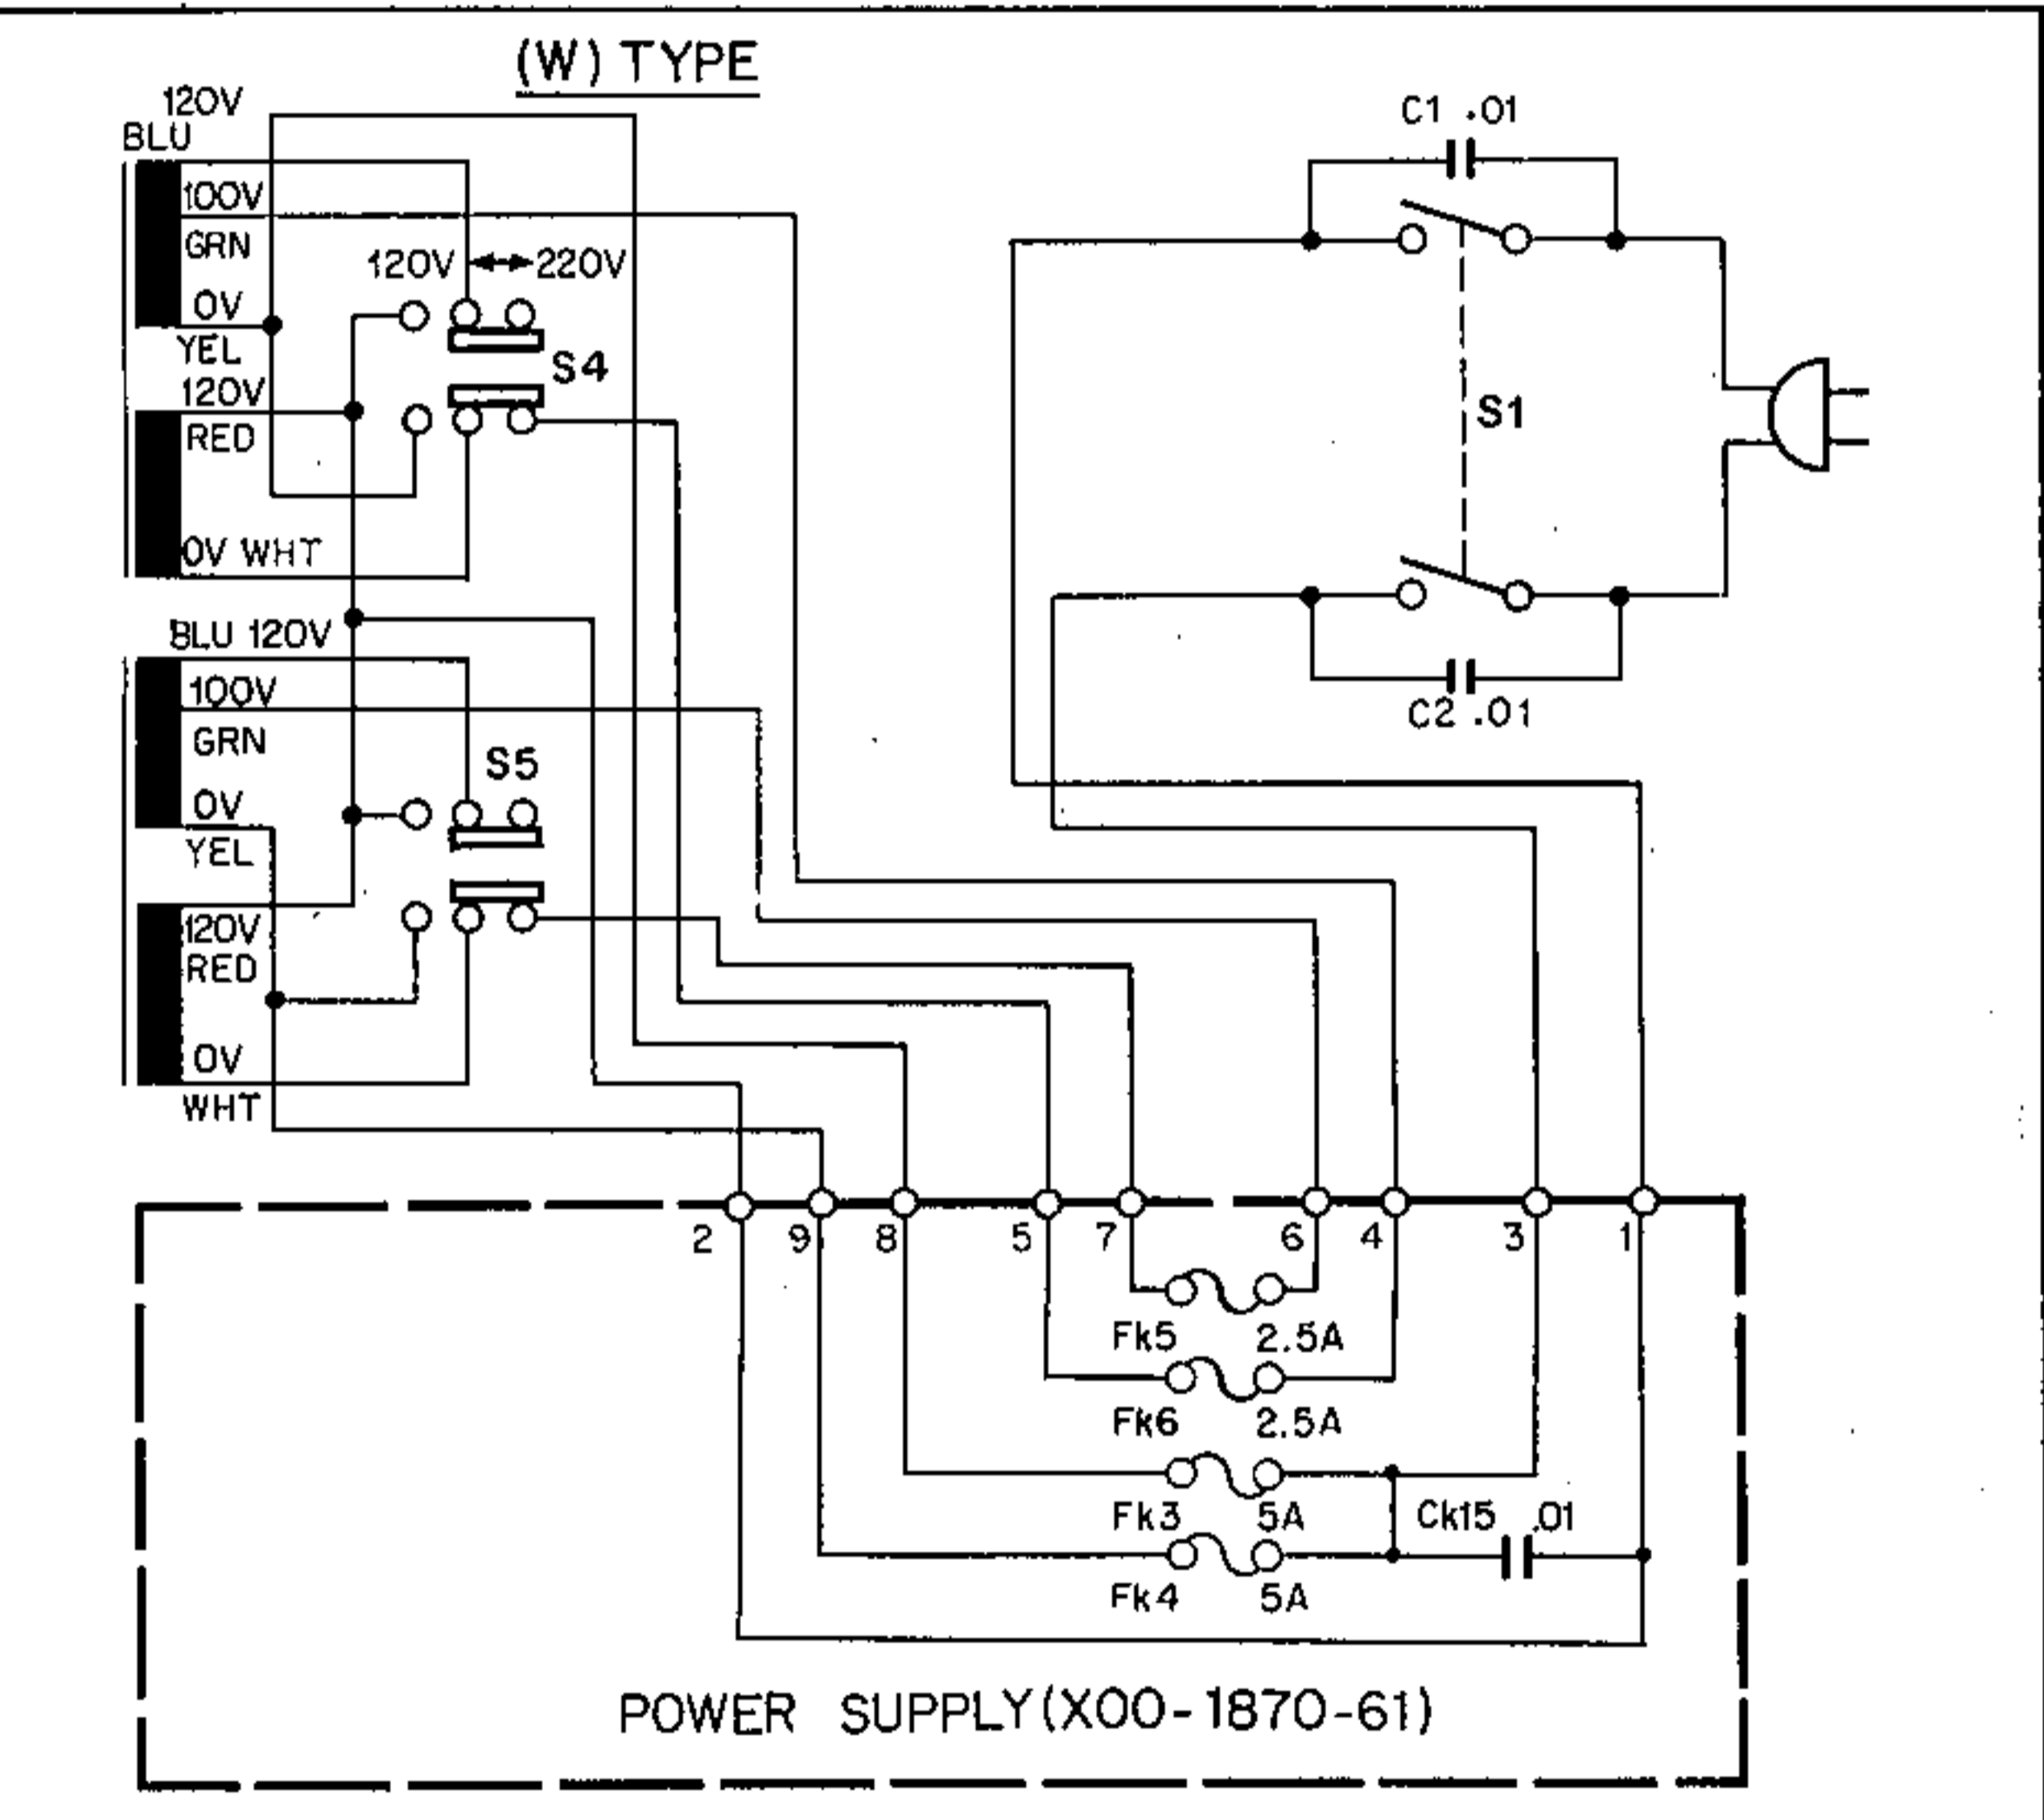 (W) TYPE
120V
BLU
100V
GRN
0V
YEL
120V
RED
0V WHT
120V 220V
S4
BLU 120V
100V
GRN
0V
YEL
S5
120V
RED
0V
WHT
C1 .01
S1
C2 .01
2 9 8 5 7 6 4 3 1
Fk5 2.5A
Fk6 2.5A
Fk3 5A
Ck15 .01
Fk4 5A
POWER SUPPLY(X00-1870-61)